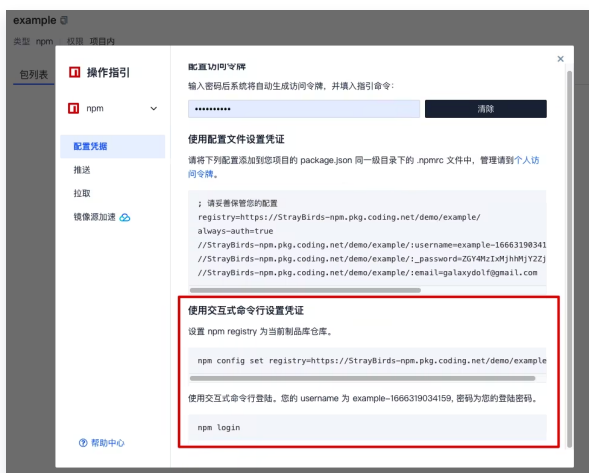 example
类型 npm 权限 项目内
包列表
操作指引
npm
配置凭据
推送
拉取
镜像源加速
帮助中心
配置访问令牌
输入密码后系统将自动生成访问令牌，并填入指引命令：
••••••••••
清除
使用配置文件设置凭证
请将下列配置添加到您项目的 package.json 同一级目录下的 .npmrc 文件中，管理请到个人访
问令牌。
; 请妥善保管您的配置
registry=https://StrayBirds-npm.pkg.coding.net/demo/example/
always-auth=true
//StrayBirds-npm.pkg.coding.net/demo/example/:username=example-16663190341
//StrayBirds-npm.pkg.coding.net/demo/example/:_password=ZGY4MzIxMjhhMjY2Zj
//StrayBirds-npm.pkg.coding.net/demo/example/:email=galaxydolf@gmail.com
使用交互式命令行设置凭证
设置 npm registry 为当前制品库仓库。
npm config set registry=https://StrayBirds-npm.pkg.coding.net/demo/example
使用交互式命令行登陆。您的 username 为 example-1666319034159, 密码为您的登陆密码。
npm login